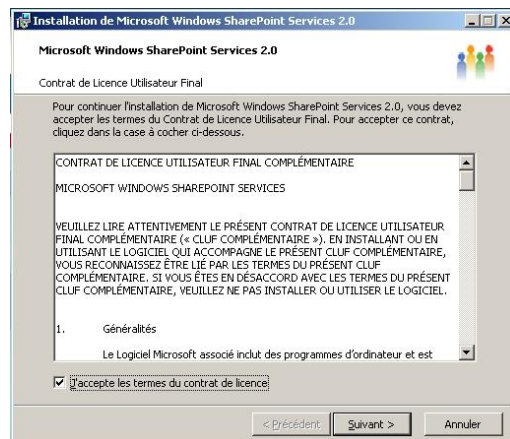 Installation de Microsoft Windows SharePoint Services 2.0
Microsoft Windows SharePoint Services 2.0
Contrat de Licence Utilisateur Final
Pour continuer l'installation de Microsoft Windows SharePoint Services 2.0, vous devez
accepter les termes du Contrat de Licence Utilisateur Final. Pour accepter ce contrat,
cliquez dans la case à cocher ci-dessous.
CONTRAT DE LICENCE UTILISATEUR FINAL COMPLÉMENTAIRE
MICROSOFT WINDOWS SHAREPOINT SERVICES
VEUILLEZ LIRE ATTENTIVEMENT LE PRÉSENT CONTRAT DE LICENCE UTILISATEUR
FINAL COMPLÉMENTAIRE (« CLUF COMPLÉMENTAIRE »). EN INSTALLANT OU EN
UTILISANT LE LOGICIEL QUI ACCOMPAGNE LE PRÉSENT CLUF COMPLÉMENTAIRE,
VOUS RECONNAISSEZ ÊTRE LIÉ PAR LES TERMES DU PRÉSENT CLUF
COMPLÉMENTAIRE. SI VOUS ÊTES EN DÉSACCORD AVEC LES TERMES DU PRÉSENT
CLUF COMPLÉMENTAIRE, VEUILLEZ NE PAS INSTALLER OU UTILISER LE LOGICIEL.
1. Généralités
Le Logiciel Microsoft associé inclut des programmes d'ordinateur et est
J'accepte les termes du contrat de licence
< Précédent Suivant > Annuler